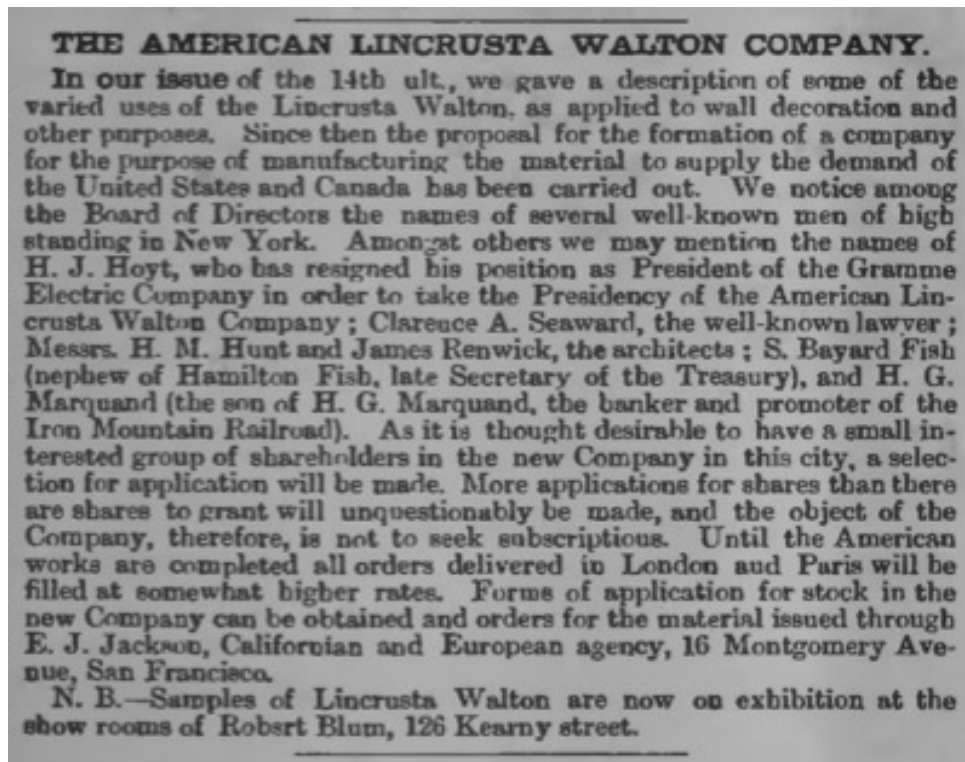 THE AMERICAN LINCRUSTA WALTON COMPANY.
In our issue of the 14th ult., we gave a description of some of the
varied uses of the Lincrusta Walton, as applied to wall decoration and
other purposes. Since then the proposal for the formation of a company
for the purpose of manufacturing the material to supply the demand of
the United States and Canada has been carried out. We notice among
the Board of Directors the names of several well-known men of high
standing in New York. Amongst others we may mention the names of
H. J. Hoyt, who has resigned his position as President of the Gramme
Electric Company in order to take the Presidency of the American Lin-
crusta Walton Company; Clarence A. Seaward, the well-known lawyer;
Messrs. H. M. Hunt and James Renwick, the architects; S. Bayard Fish
(nephew of Hamilton Fish, late Secretary of the Treasury), and H. G.
Marquand (the son of H. G. Marquand, the banker and promoter of the
Iron Mountain Railroad). As it is thought desirable to have a small in-
terested group of shareholders in the new Company in this city, a selec-
tion for application will be made. More applications for shares than there
are shares to grant will unquestionably be made, and the object of the
Company, therefore, is not to seek subscriptions. Until the American
works are completed all orders delivered in London and Paris will be
filled at somewhat higher rates. Forms of application for stock in the
new Company can be obtained and orders for the material issued through
E. J. Jackson, Californian and European agency, 16 Montgomery Ave-
nue, San Francisco.
N. B.—Samples of Lincrusta Walton are now on exhibition at the
show rooms of Robert Blum, 126 Kearny street.